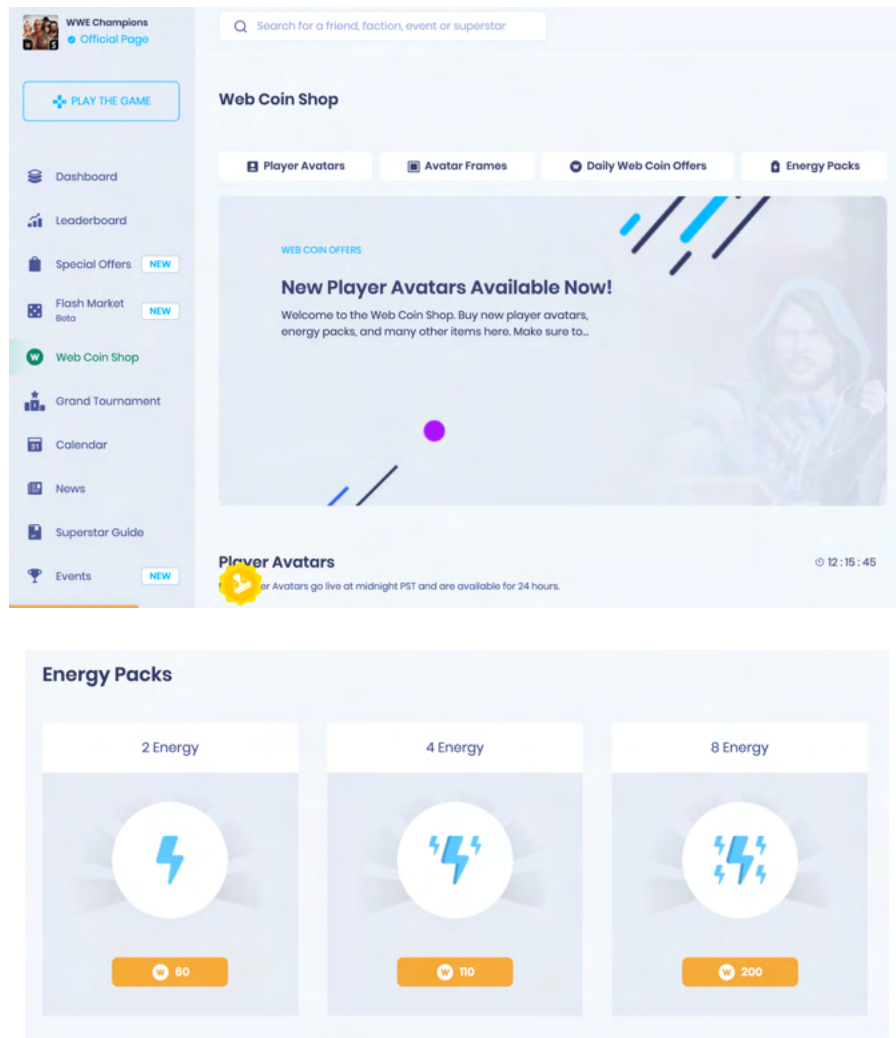 WWE Champions
Official Page
Search for a friend, faction, event or superstar
PLAY THE GAME
Web Coin Shop
Player Avatars
Avatar Frames
Daily Web Coin Offers
Energy Packs
Dashboard
Leaderboard
Special Offers NEW
Flash Market
Beta
NEW
Web Coin Shop
Grand Tournament
Calendar
News
Superstar Guide
Events NEW
WEB COIN OFFERS
New Player Avatars Available Now!
Welcome to the Web Coin Shop. Buy new player avatars,
energy packs, and many other items here. Make sure to...
Player Avatars
12 : 15 : 45
er Avatars go live at midnight PST and are available for 24 hours.
Energy Packs
2 Energy
4 Energy
8 Energy
60
110
200